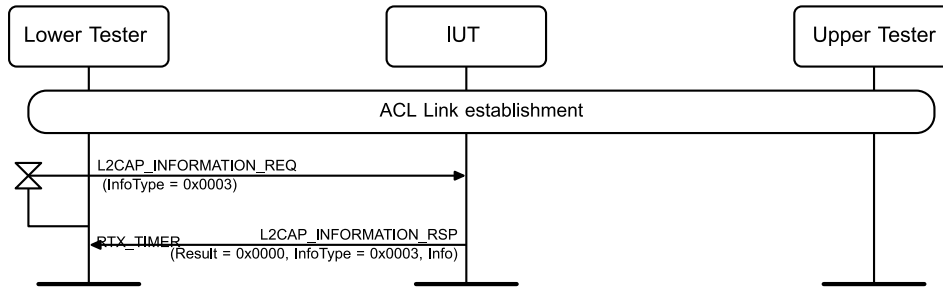 Lower Tester
IUT
Upper Tester
ACL Link establishment
L2CAP_INFORMATION_REQ
(InfoType = 0x0003)
RTX_TIMER
L2CAP_INFORMATION_RSP
(Result = 0x0000, InfoType = 0x0003, Info)